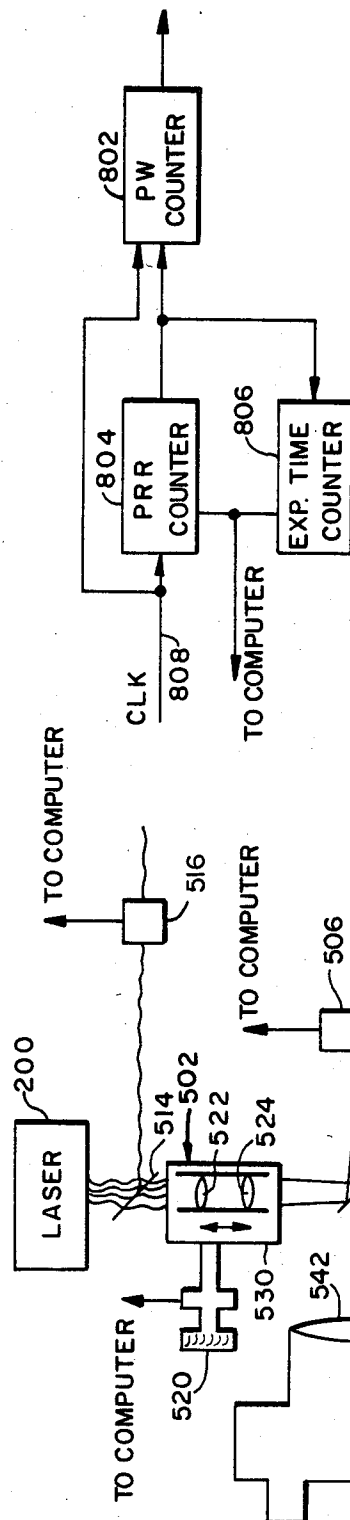 CLK
808
804
PRR
COUNTER
802
PW
COUNTER
806
EXP. TIME
COUNTER
TO COMPUTER
200
LASER
514
TO COMPUTER
516
502
522
524
530
TO COMPUTER
520
TO COMPUTER
506
542